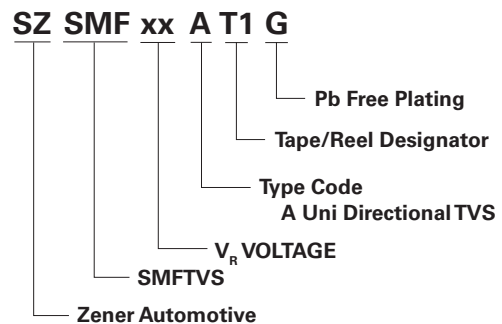 SZ SMF xx A T1 G
Pb Free Plating
Tape/Reel Designator
Type Code
A Uni Directional TVS
VR VOLTAGE
SMFTVS
Zener Automotive